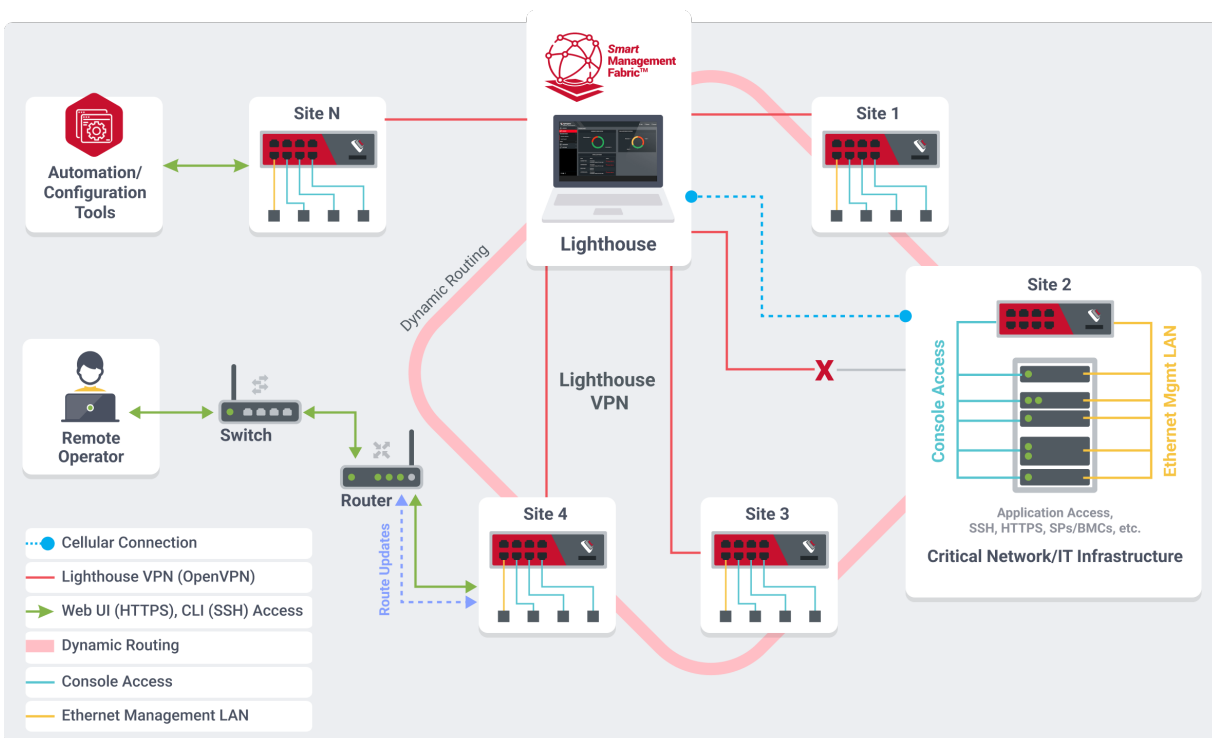 Smart
Management
Fabric™
Automation/
Configuration
Tools
Site N
Lighthouse
Site 1
Dynamic Routing
Site 2
Console Access
Ethernet Mgmt LAN
Application Access,
SSH, HTTPS, SPs/BMCs, etc.
Critical Network/IT Infrastructure
X
Lighthouse
VPN
Remote
Operator
Switch
Router
Route Updates
Site 4
Site 3
Cellular Connection
Lighthouse VPN (OpenVPN)
Web UI (HTTPS), CLI (SSH) Access
Dynamic Routing
Console Access
Ethernet Management LAN